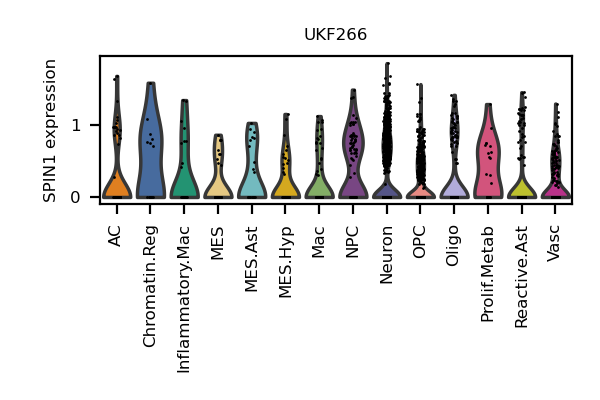 UKF266
SPIN1 expression
1
0
AC
Chromatin.Reg
Inflammatory.Mac
MES
MES.Ast
MES.Hyp
Mac
NPC
Neuron
OPC
Oligo
Prolif.Metab
Reactive.Ast
Vasc